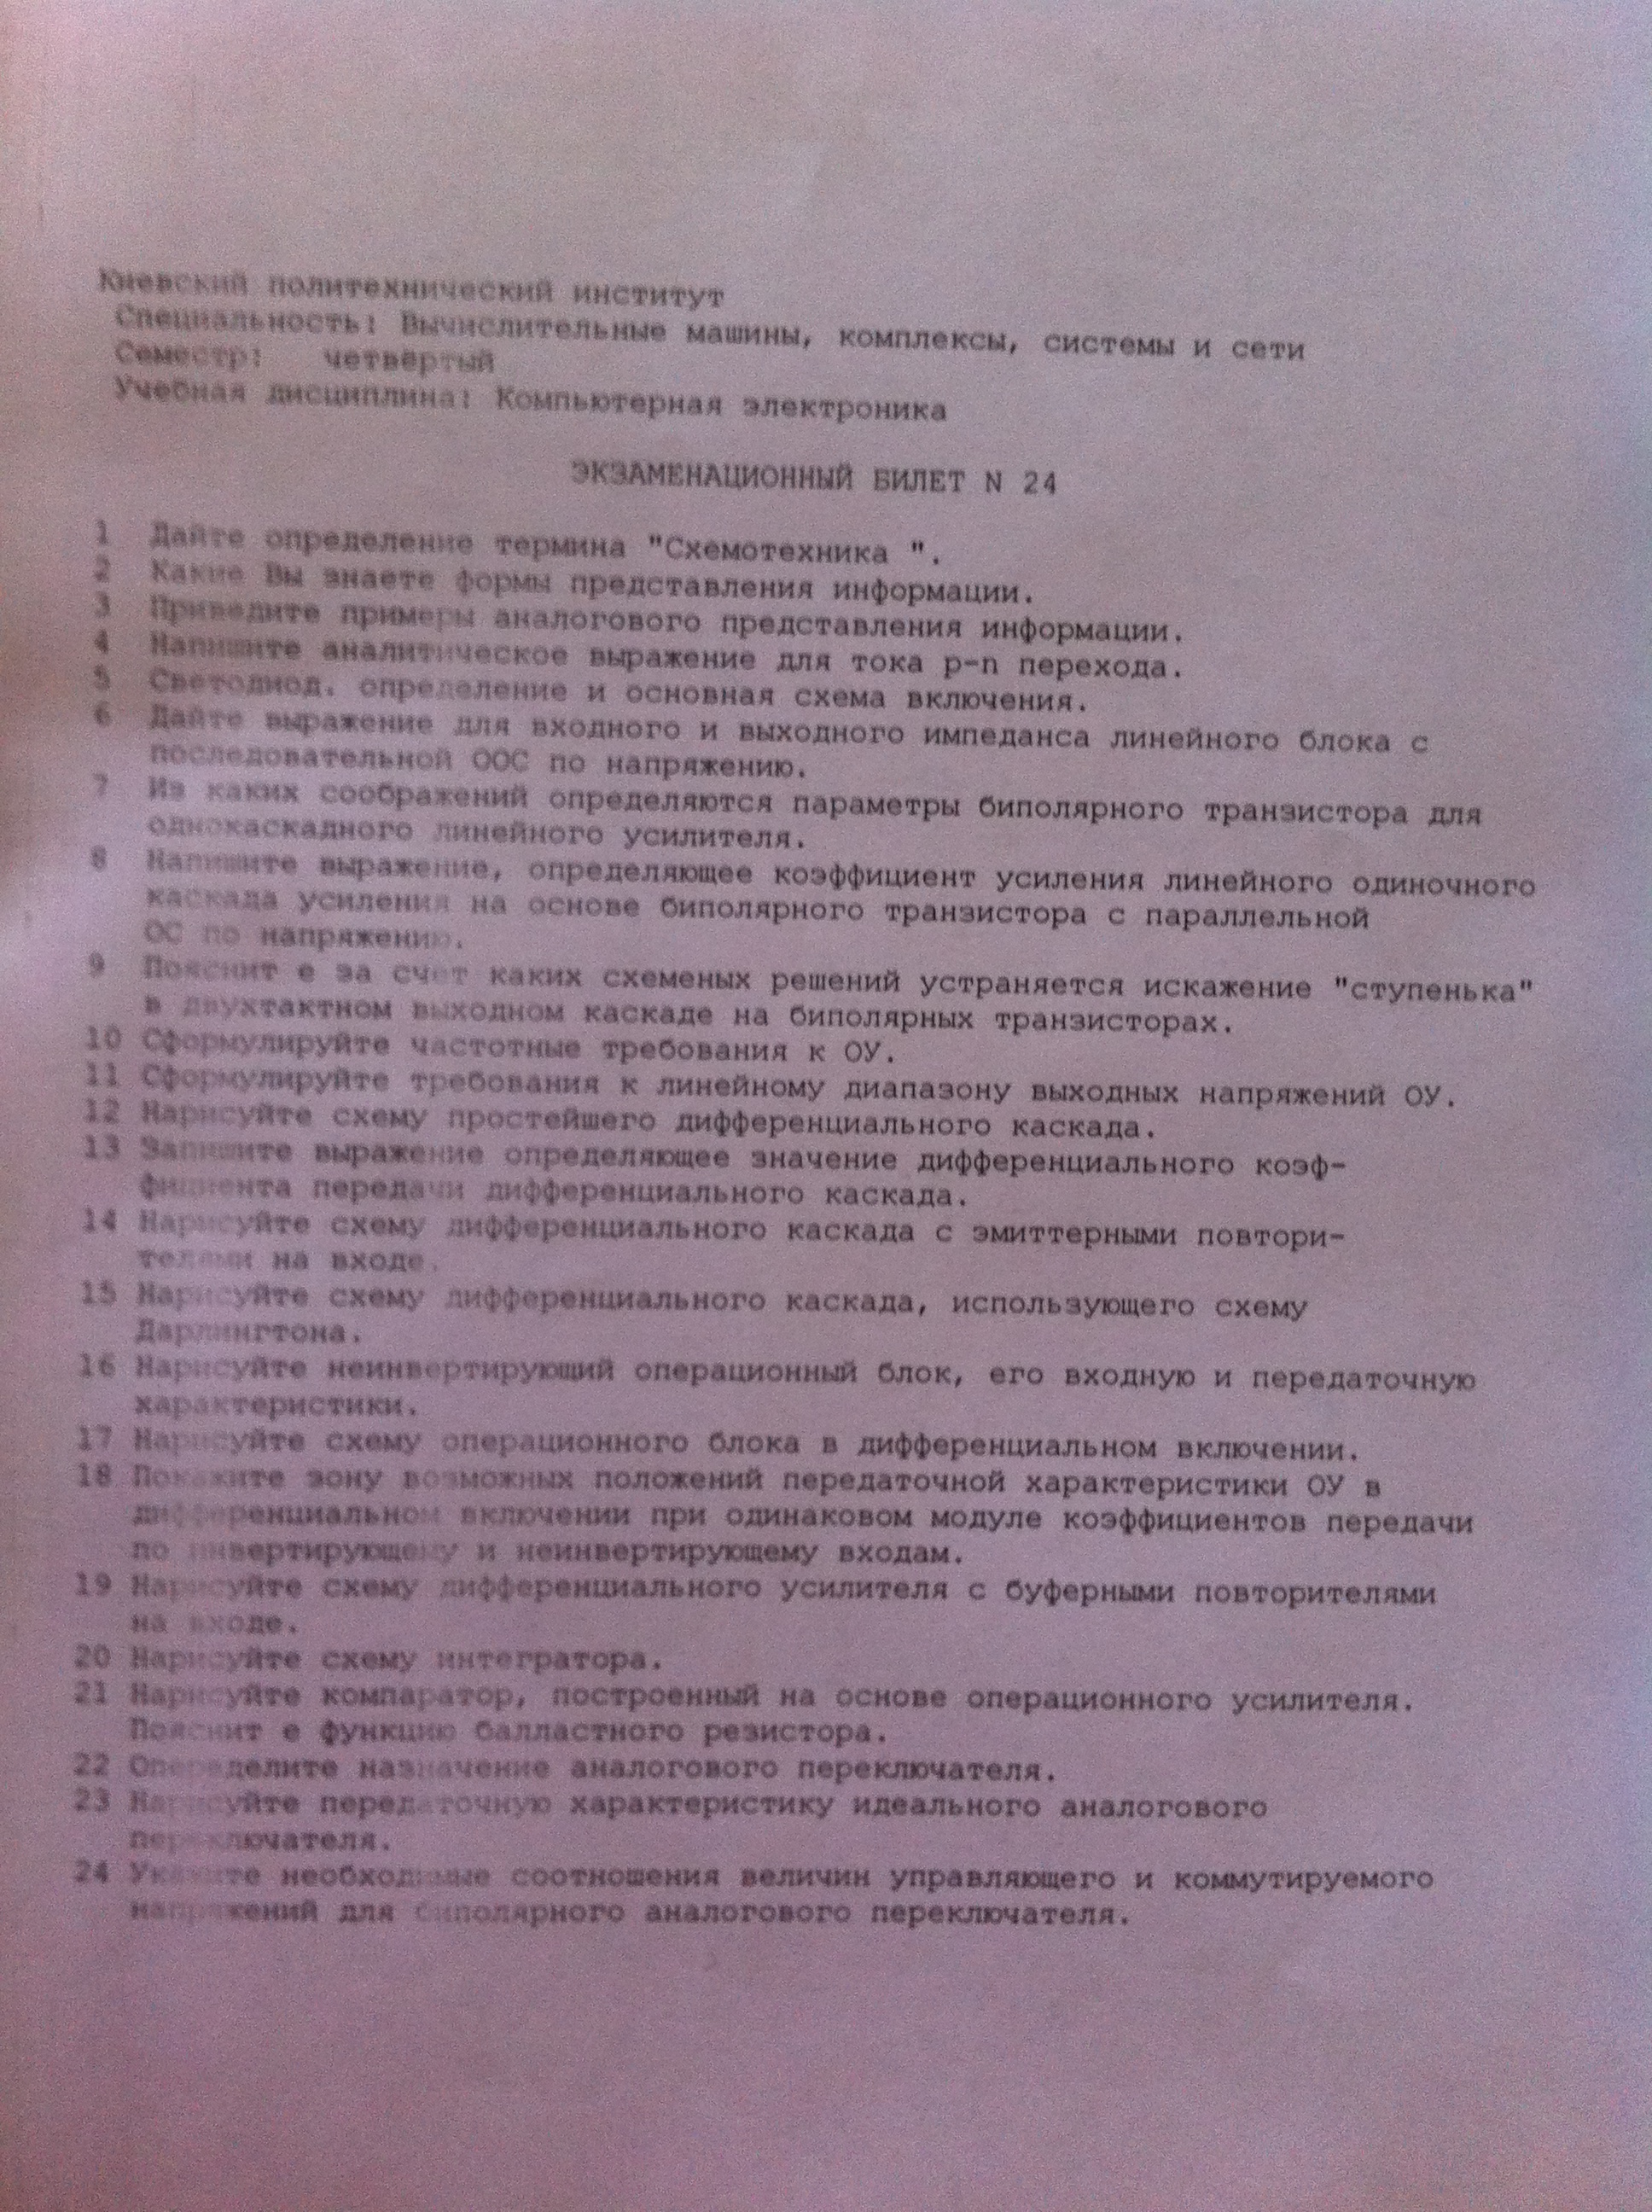 Киевский политехнический институт
Специальность: Вычислительные машины, комплексы, системы и сети
Семестр: четвёртый
Учебная дисциплина: Компьютерная электроника
ЭКЗАМЕНАЦИОННЫЙ БИЛЕТ N 24
1 Дайте определение термина "Схемотехника ".
2 Какие Вы знаете формы представления информации.
3 Приведите примеры аналогового представления информации.
4 Напишите аналитическое выражение для тока p-n перехода.
5 Светодиод. определение и основная схема включения.
6 Дайте выражение для входного и выходного импеданса линейного блока с
последовательной ООС по напряжению.
7 Из каких соображений определяются параметры биполярного транзистора для
однокаскадного линейного усилителя.
8 Напишите выражение, определяющее коэффициент усиления линейного одиночного
каскада усиления на основе биполярного транзистора с параллельной
ОС по напряжению.
9 Пояснит е за счет каких схеменых решений устраняется искажение "ступенька"
в двухтактном выходном каскаде на биполярных транзисторах.
10 Сформулируйте частотные требования к ОУ.
11 Сформулируйте требования к линейному диапазону выходных напряжений ОУ.
12 Нарисуйте схему простейшего дифференциального каскада.
13 Запишите выражение определяющее значение дифференциального коэф-
фициента передачи дифференциального каскада.
14 Нарисуйте схему дифференциального каскада с эмиттерными повтори-
телями на входе.
15 Нарисуйте схему дифференциального каскада, использующего схему
Дарлингтона.
16 Нарисуйте неинвертирующий операционный блок, его входную и передаточную
характеристики.
17 Нарисуйте схему операционного блока в дифференциальном включении.
18 Покажите зону возможных положений передаточной характеристики ОУ в
дифференциальном включении при одинаковом модуле коэффициентов передачи
по инвертирующему и неинвертирующему входам.
19 Нарисуйте схему дифференциального усилителя с буферными повторителями
на входе.
20 Нарисуйте схему интегратора.
21 Нарисуйте компаратор, построенный на основе операционного усилителя.
Пояснит е функцию балластного резистора.
22 Опеределите назначение аналогового переключателя.
23 Нарисуйте передаточную характеристику идеального аналогового
переключателя.
24 Укажите необходимые соотношения величин управляющего и коммутируемого
напряжений для биполярного аналогового переключателя.